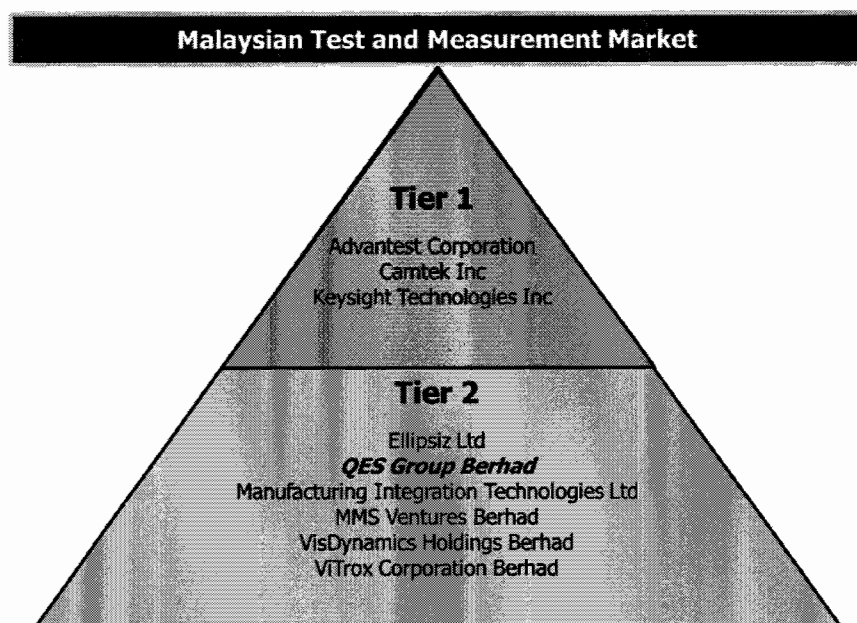 Malaysian Test and Measurement Market
Tier 1
Advantest Corporation
Camtek Inc
Keysight Technologies Inc
Tier 2
Ellipsiz Ltd
QES Group Berhad
Manufacturing Integration Technologies Ltd
MMS Ventures Berhad
VisDynamics Holdings Berhad
ViTrox Corporation Berhad